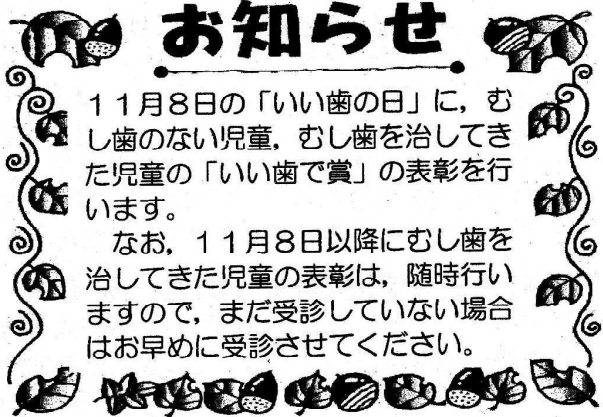 お知らせ
１１月８日の「いい歯の日」に，む
し歯のない児童，むし歯を治してき
た児童の「いい歯で賞」の表彰を行
います。
　なお，１１月８日以降にむし歯を
治してきた児童の表彰は，随時行い
ますので，まだ受診していない場合
はお早めに受診させてください。